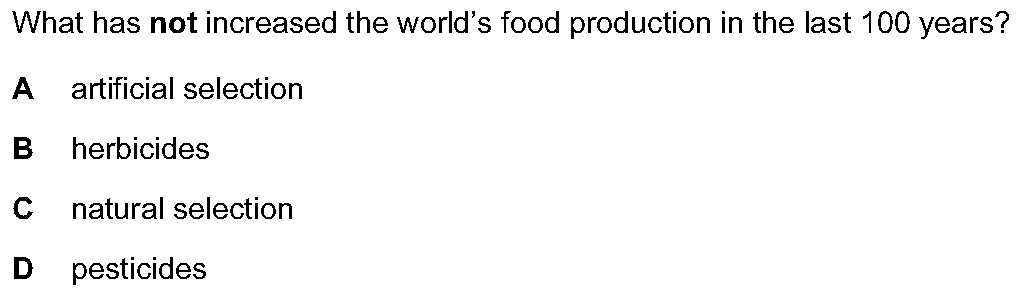 What has not increased the world’s food production in the last 100 years?
A artificial selection
B herbicides
C natural selection
D pesticides